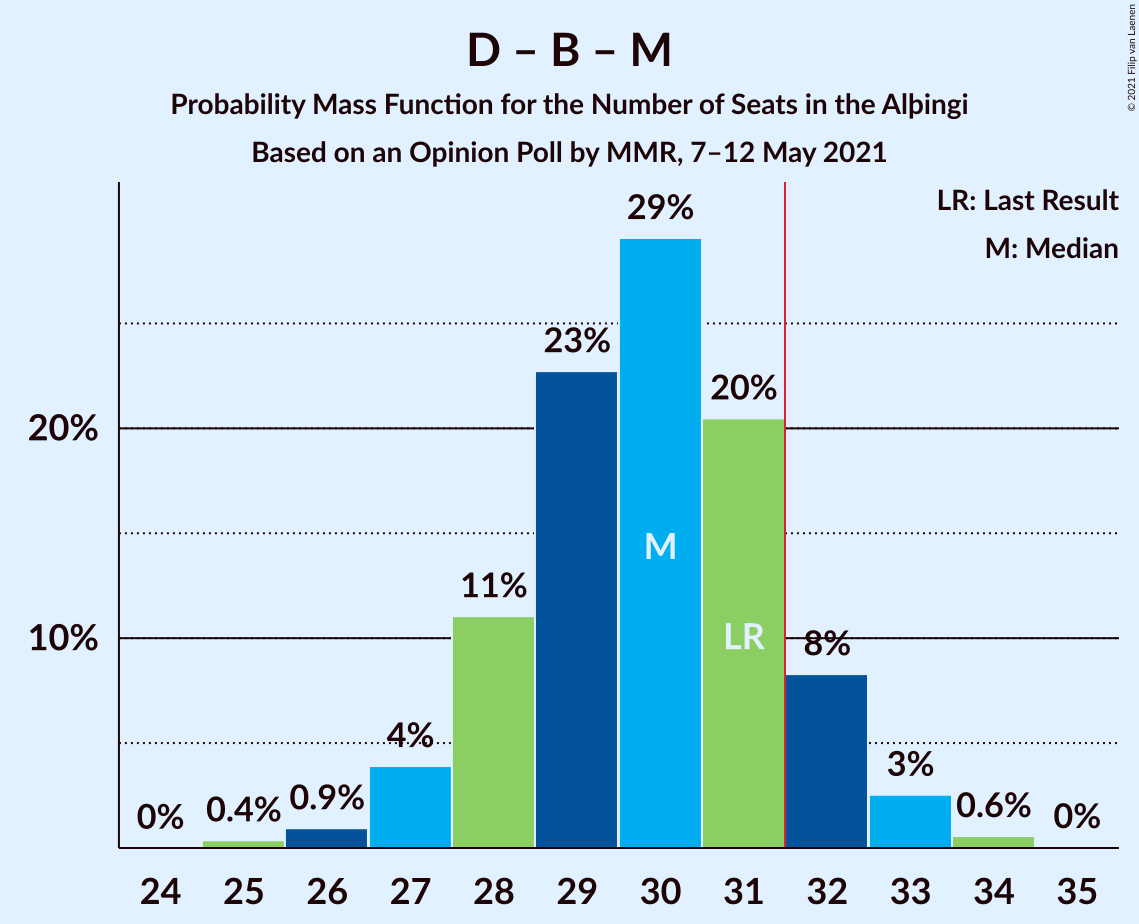 D – B – M
Probability Mass Function for the Number of Seats in the Alþingi
Based on an Opinion Poll by MMR, 7–12 May 2021
© 2021 Filip van Laenen
LR: Last Result
M: Median
20%
10%
0%
0.4%
0.9%
4%
11%
23%
29%
20%
8%
3%
0.6%
0%
M
LR
24 25 26 27 28 29 30 31 32 33 34 35